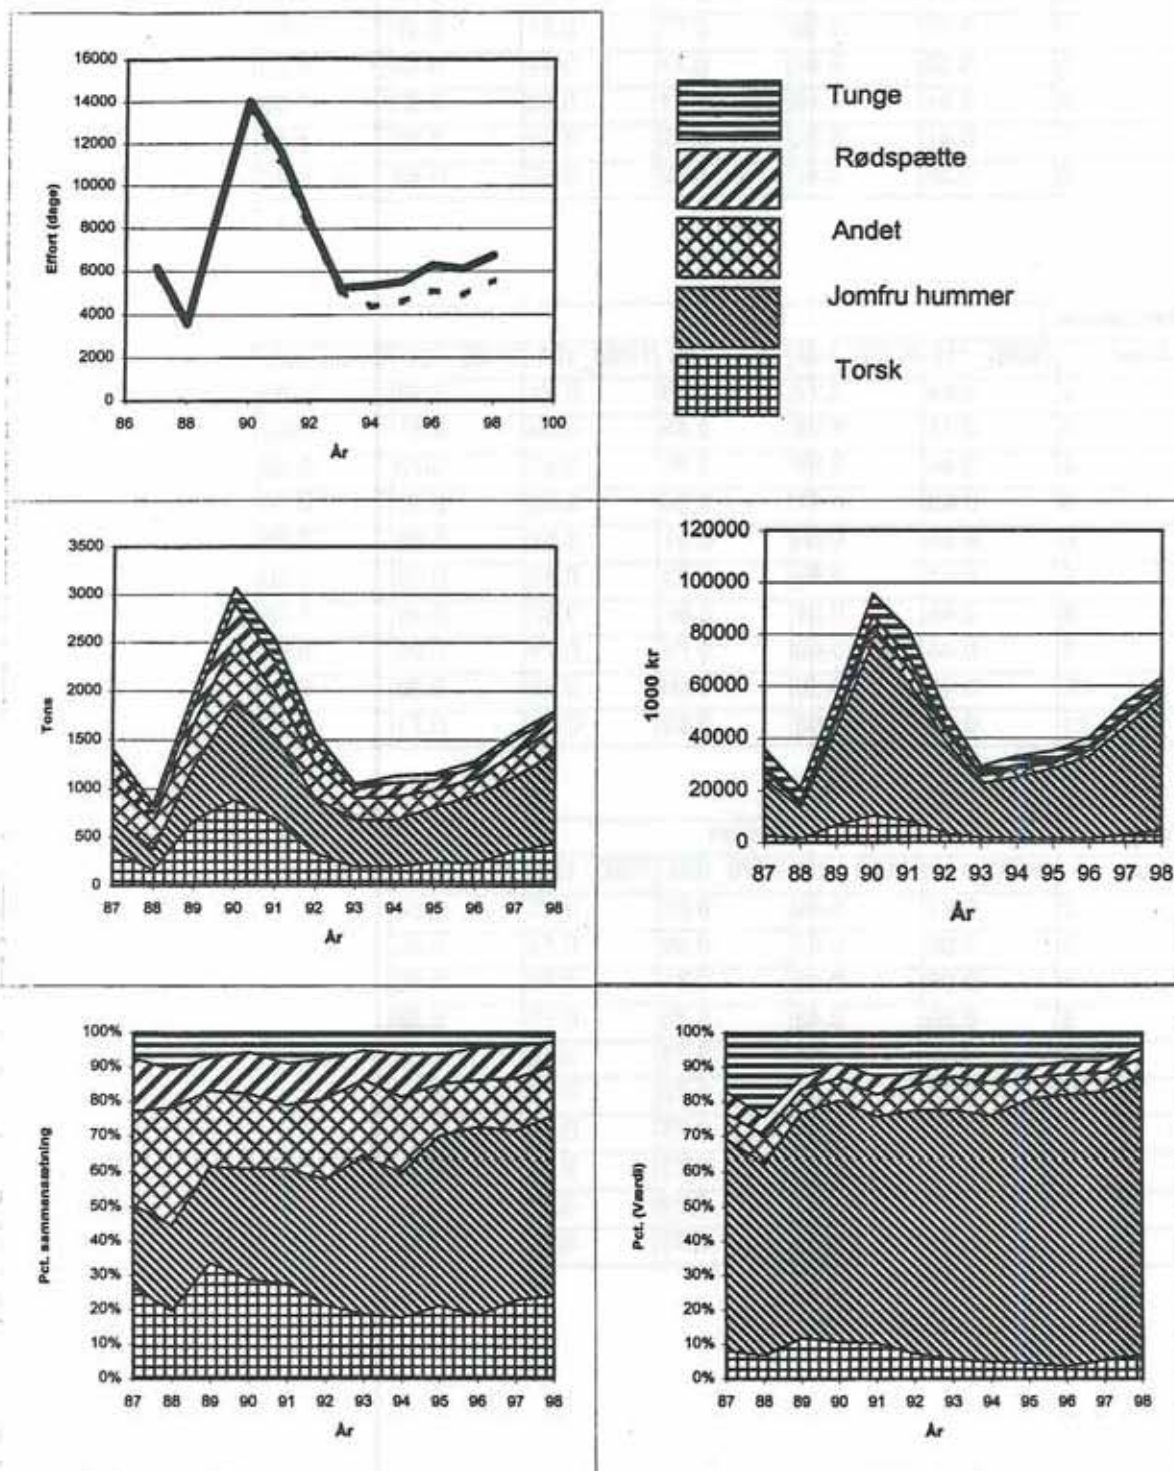 16000
14000
12000
10000
8000
6000
4000
2000
0
Effort (dage)
86 88 90 92 94 96 98 100
År
Tunge
Rødspætte
Andet
Jomfru hummer
Torsk
3500
3000
2500
2000
1500
1000
500
0
Tons
87 88 89 90 91 92 93 94 95 96 97 98
År
120000
100000
80000
60000
40000
20000
0
1000 kr
87 88 89 90 91 92 93 94 95 96 97 98
År
100%
90%
80%
70%
60%
50%
40%
30%
20%
10%
0%
Pct. sammensætning
87 88 89 90 91 92 93 94 95 96 97 98
År
100%
90%
80%
70%
60%
50%
40%
30%
20%
10%
0%
Pct. (Værdi)
87 88 89 90 91 92 93 94 95 96 97 98
År